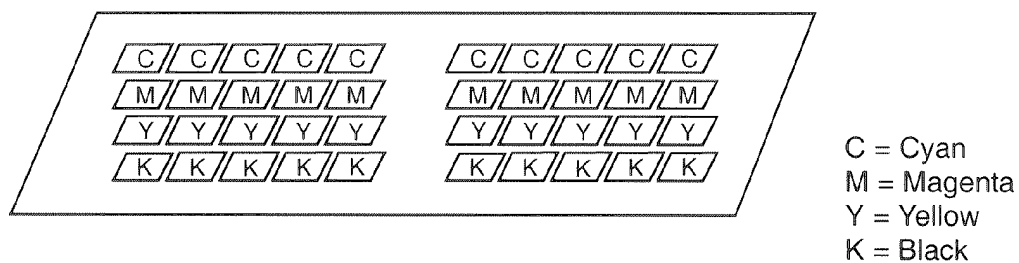 C C C C C C C C C C
M M M M M M M M M M
Y Y Y Y Y Y Y Y Y Y
K K K K K K K K K K
C = Cyan
M = Magenta
Y = Yellow
K = Black